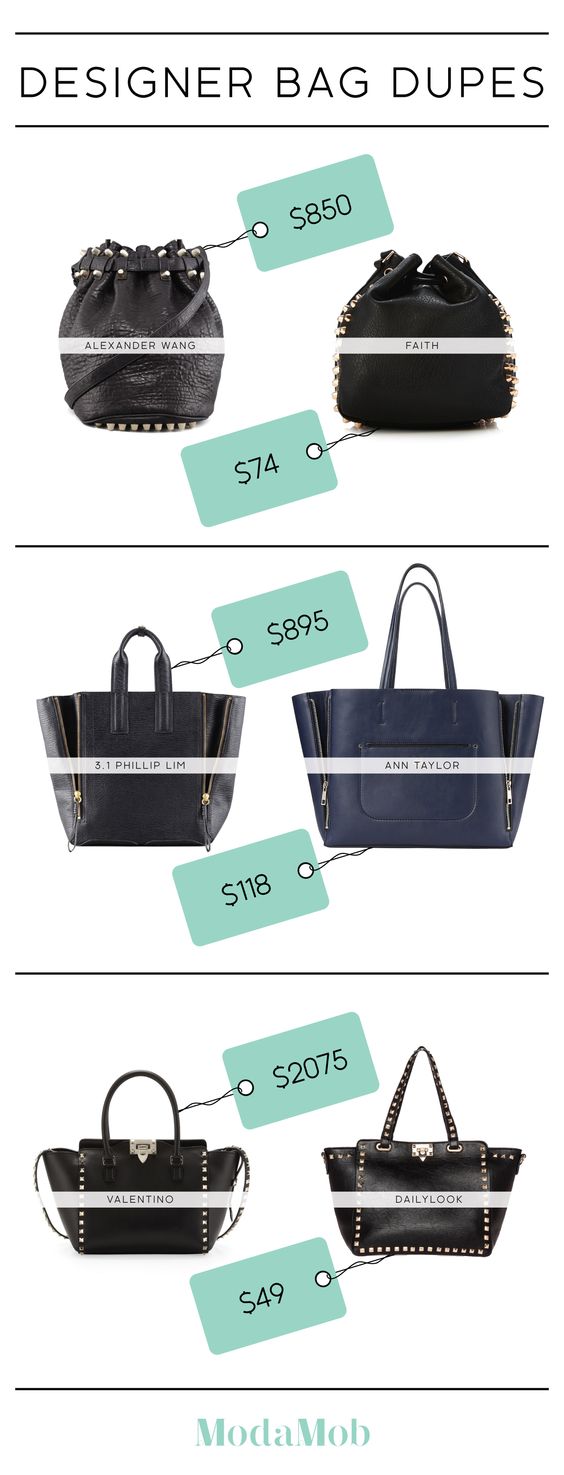 DESIGNER BAG DUPES
$850
ALEXANDER WANG
FAITH
$74
$895
3.1 PHILLIP LIM
ANN TAYLOR
$118
$2075
VALENTINO
DAILYLOOK
$49
ModaMob